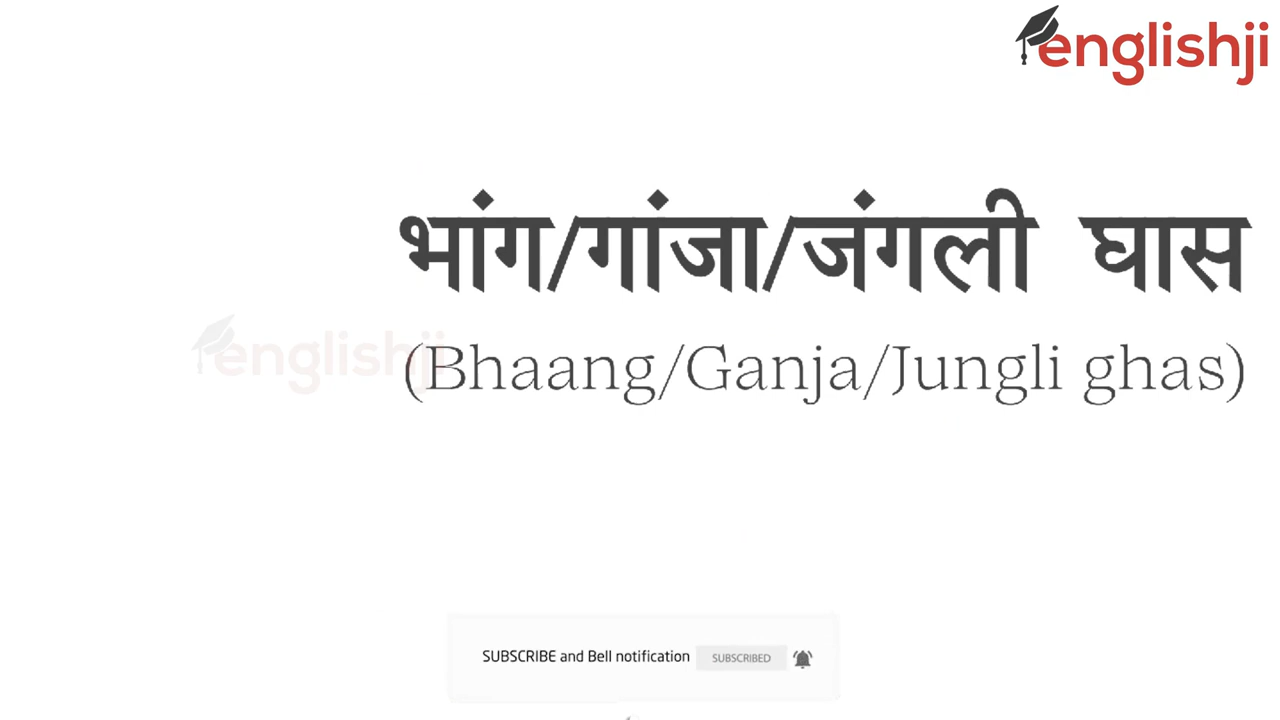 englishji
भांग/गांजा/जंगली घास
englishji
(Bhaang/Ganja/Jungli ghas)
SUBSCRIBE and Bell notification SUBSCRIBED